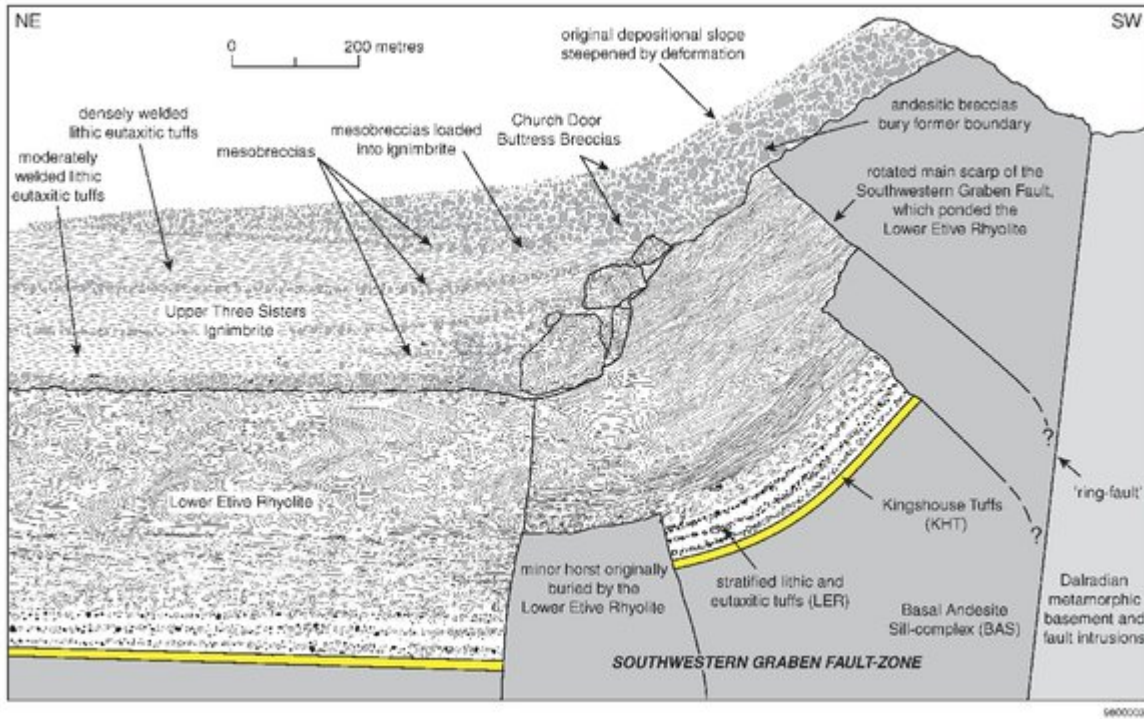 NE
SW
0
200 metres
original depositional slope
steepened by deformation
densely welded
lithic eutaxitic tuffs
moderately
welded lithic
eutaxitic tuffs
mesobreccias
mesobreccias loaded
into ignimbrite
Church Door
Buttress Breccias
andesitic breccias
bury former boundary
rotated main scarp of the
Southwestern Graben Fault,
which ponded the
Lower Etive Rhyolite
Upper Three Sisters
Ignimbrite
Lower Etive Rhyolite
?
'ring-fault'
?
Kingshouse Tuffs
(KHT)
minor horst originally
buried by the
Lower Etive Rhyolite
stratified lithic and
eutaxitic tuffs (LER)
Basal Andesite
Sill-complex (BAS)
Dalradian
metamorphic
basement and
fault intrusions
SOUTHWESTERN GRABEN FAULT-ZONE